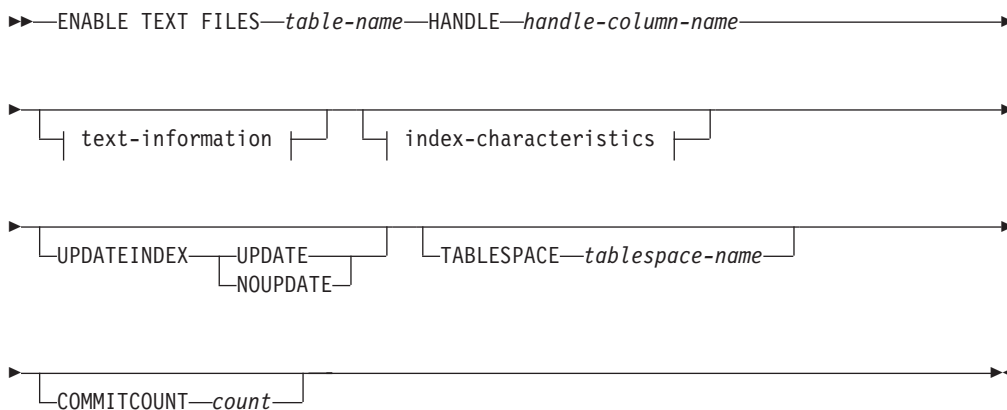 ENABLE TEXT FILES table-name HANDLE handle-column-name
text-information index-characteristics
UPDATEINDEX UPDATE TABLESPACE tablespace-name
NOUPDATE
COMMITCOUNT count